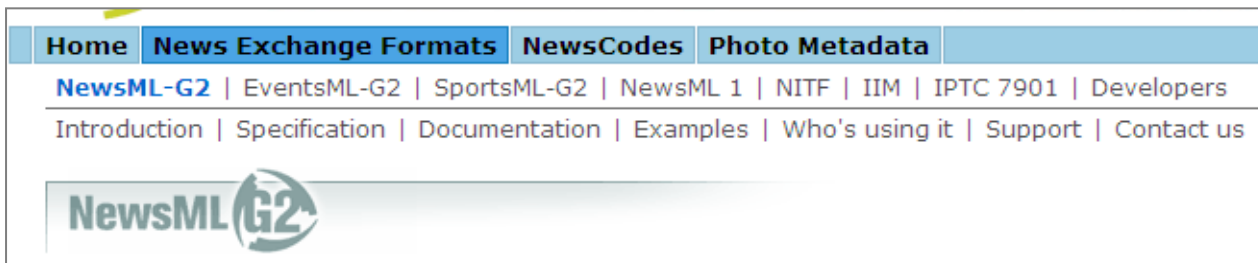 Home News Exchange Formats NewsCodes Photo Metadata
NewsML-G2 | EventsML-G2 | SportsML-G2 | NewsML 1 | NITF | IIM | IPTC 7901 | Developers
Introduction | Specification | Documentation | Examples | Who's using it | Support | Contact us
NewsML G2